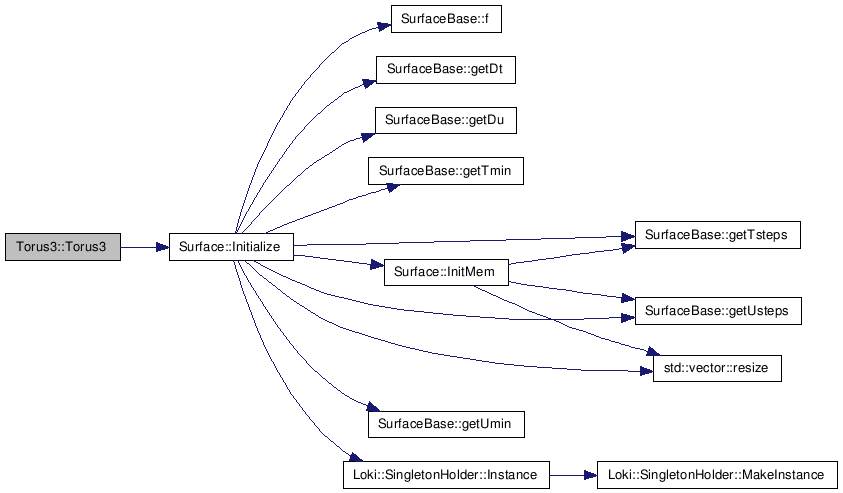 SurfaceBase::f
SurfaceBase::getDt
SurfaceBase::getDu
SurfaceBase::getTmin
Torus3::Torus3
Surface::Initialize
SurfaceBase::getTsteps
Surface::InitMem
SurfaceBase::getUsteps
std::vector::resize
SurfaceBase::getUmin
Loki::SingletonHolder::Instance
Loki::SingletonHolder::MakeInstance